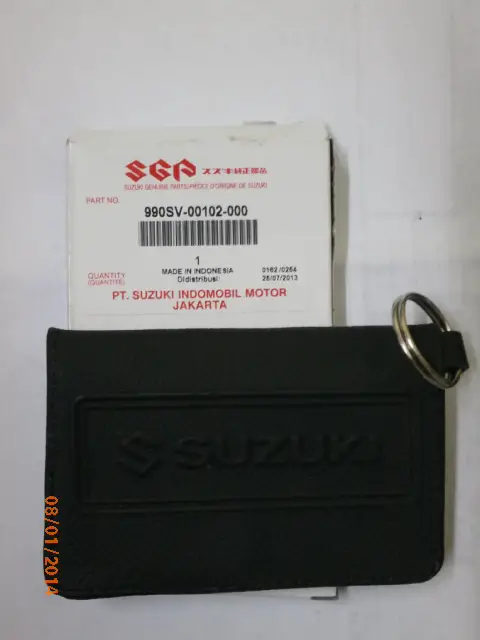 SGP スズキ純正部品
SUZUKI GENUINE PARTS/PIÈCES D'ORIGINE DE SUZUKI
PART NO.
990SV-00102-000
1
QUANTITY
(QUANTITE)
MADE IN INDONESIA
Didistribusi
0162 /0254
26/07/2013
PT. SUZUKI INDOMOBIL MOTOR
JAKARTA
SUZUKI
08/01/2014